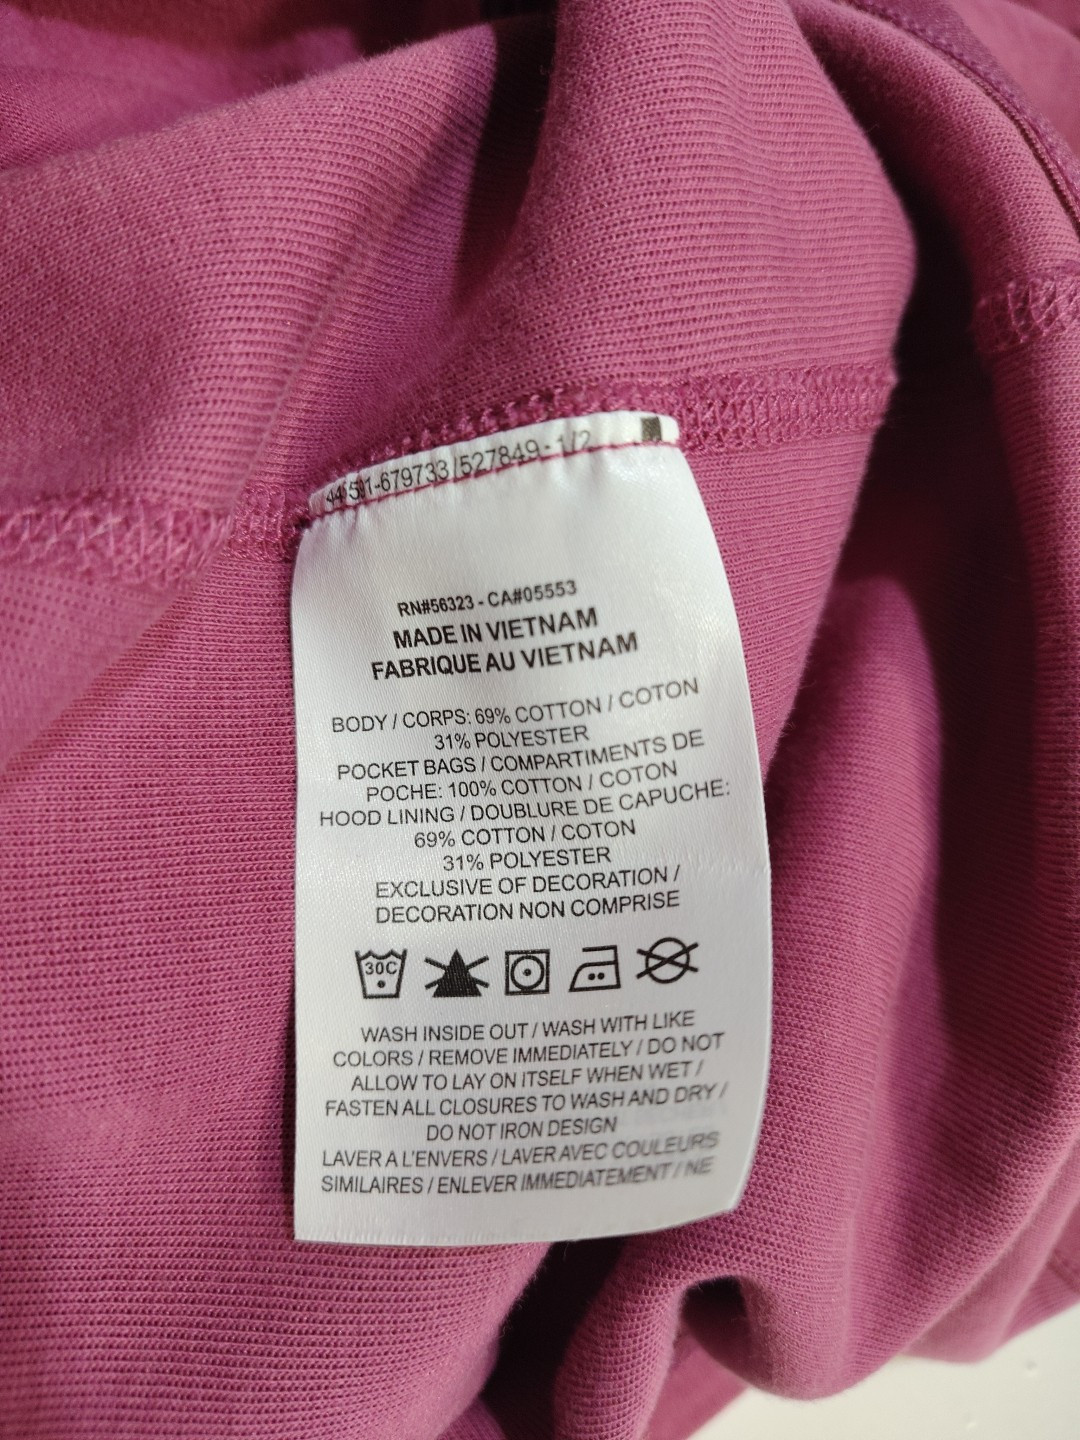 679733/527849-1/2
RN#56323 - CA#05553
MADE IN VIETNAM
FABRIQUE AU VIETNAM
BODY / CORPS: 69% COTTON / COTON
31% POLYESTER
POCKET BAGS / COMPARTIMENTS DE
POCHE: 100% COTTON / COTON
HOOD LINING / DOUBLURE DE CAPUCHE:
69% COTTON / COTON
31% POLYESTER
EXCLUSIVE OF DECORATION /
DECORATION NON COMPRISE
30C
WASH INSIDE OUT / WASH WITH LIKE
COLORS / REMOVE IMMEDIATELY / DO NOT
ALLOW TO LAY ON ITSELF WHEN WET /
FASTEN ALL CLOSURES TO WASH AND DRY /
DO NOT IRON DESIGN
LAVER A L'ENVERS / LAVER AVEC COULEURS
SIMILAIRES / ENLEVER IMMEDIATEMENT / NE